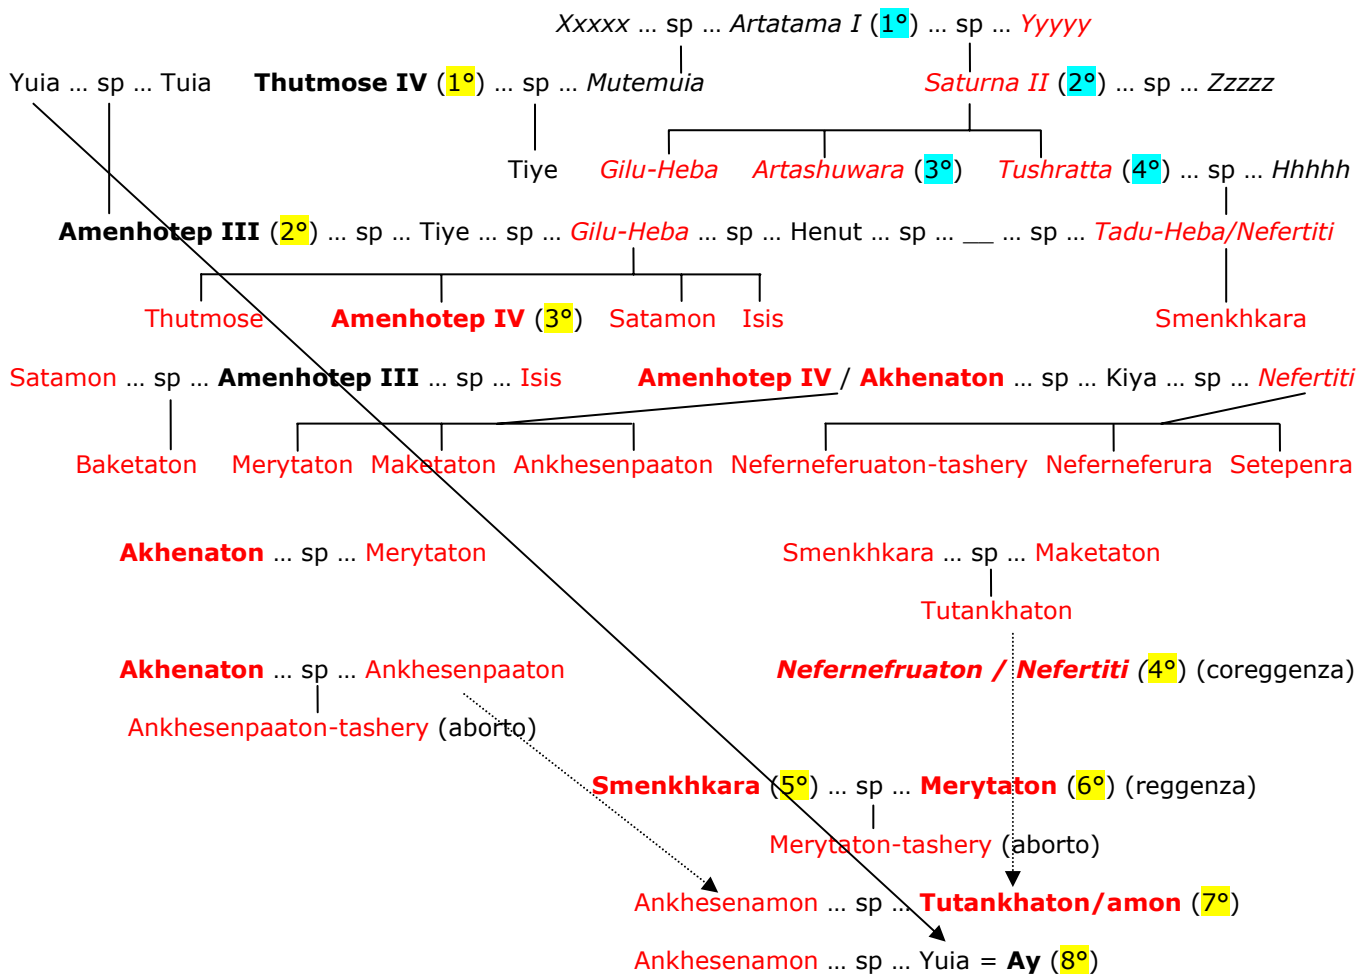 Xxxxx ... sp ... Artatama I (1°) ... sp ... Yyyyy
Yuia ... sp ... Tuia Thutmose IV (1°) ... sp ... Mutemuia Saturna II (2°) ... sp ... Zzzzz
Tiye Gilu-Heba Artashuwara (3°) Tushratta (4°) ... sp ... Hhhhh
Amenhotep III (2°) ... sp ... Tiye ... sp ... Gilu-Heba ... sp ... Henut ... sp ... __ ... sp ... Tadu-Heba/Nefertiti
Thutmose Amenhotep IV (3°) Satamon Isis Smenkhkara
Satamon ... sp ... Amenhotep III ... sp ... Isis Amenhotep IV / Akhenaton ... sp ... Kiya ... sp ... Nefertiti
Baketaton Merytaton Maketaton Ankhesenpaaton Neferneferuaton-tashery Neferneferura Setepenra
Akhenaton ... sp ... Merytaton Smenkhkara ... sp ... Maketaton
Tutankhaton
Akhenaton ... sp ... Ankhesenpaaton Nefernefruaton / Nefertiti (4°) (coreggenza)
Ankhesenpaaton-tashery (aborto)
Smenkhkara (5°) ... sp ... Merytaton (6°) (reggenza)
Merytaton-tashery (aborto)
Ankhesenamon ... sp ... Tutankhaton/amon (7°)
Ankhesenamon ... sp ... Yuia = Ay (8°)